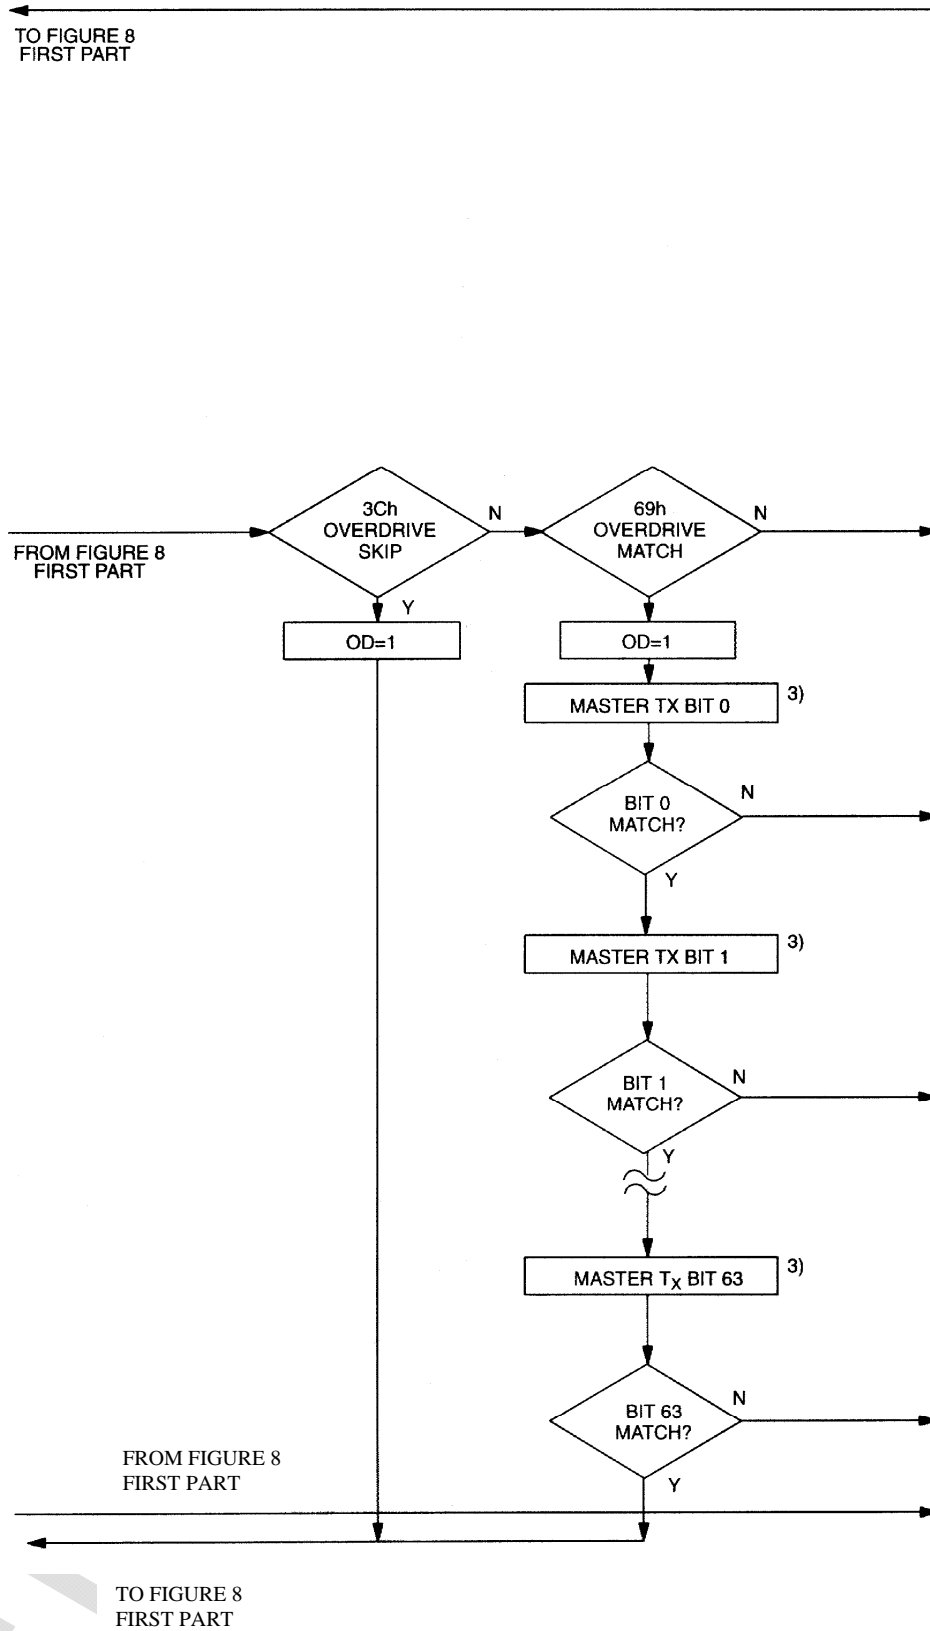 TO FIGURE 8
FIRST PART
3Ch
OVERDRIVE
SKIP
N
69h
OVERDRIVE
MATCH
N
FROM FIGURE 8
FIRST PART
Y
OD=1
OD=1
MASTER TX BIT 0
3)
BIT 0
MATCH?
N
Y
MASTER TX BIT 1
3)
BIT 1
MATCH?
N
Y
MASTER TX BIT 63
3)
BIT 63
MATCH?
N
Y
FROM FIGURE 8
FIRST PART
TO FIGURE 8
FIRST PART